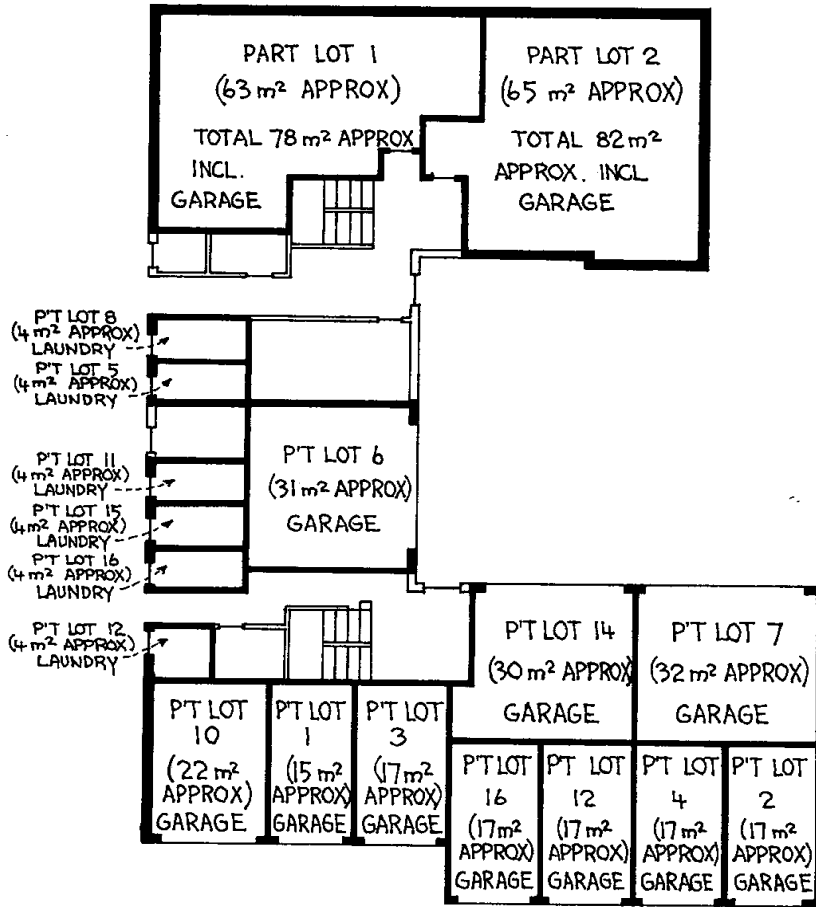 PART LOT 1
(63 m² APPROX)
TOTAL 78 m² APPROX
INCL.
GARAGE
PART LOT 2
(65 m² APPROX)
TOTAL 82 m²
APPROX. INCL
GARAGE
P'T LOT 8
(4 m² APPROX)
LAUNDRY
P'T LOT 5
(4 m² APPROX)
LAUNDRY
P'T LOT 11
(4 m² APPROX)
LAUNDRY
P'T LOT 15
(4 m² APPROX)
LAUNDRY
P'T LOT 16
(4 m² APPROX)
LAUNDRY
P'T LOT 6
(31 m² APPROX)
GARAGE
P'T LOT 12
(4 m² APPROX)
LAUNDRY
P'T LOT 14
(30 m² APPROX)
GARAGE
P'T LOT 7
(32 m² APPROX)
GARAGE
P'T LOT
10
(22 m²
APPROX)
GARAGE
P'T LOT
1
(15 m²
APPROX)
GARAGE
P'T LOT
3
(17 m²
APPROX)
GARAGE
P'T LOT
16
(17 m²
APPROX)
GARAGE
P'T LOT
12
(17 m²
APPROX)
GARAGE
P'T LOT
4
(17 m²
APPROX)
GARAGE
P'T LOT
2
(17 m²
APPROX)
GARAGE